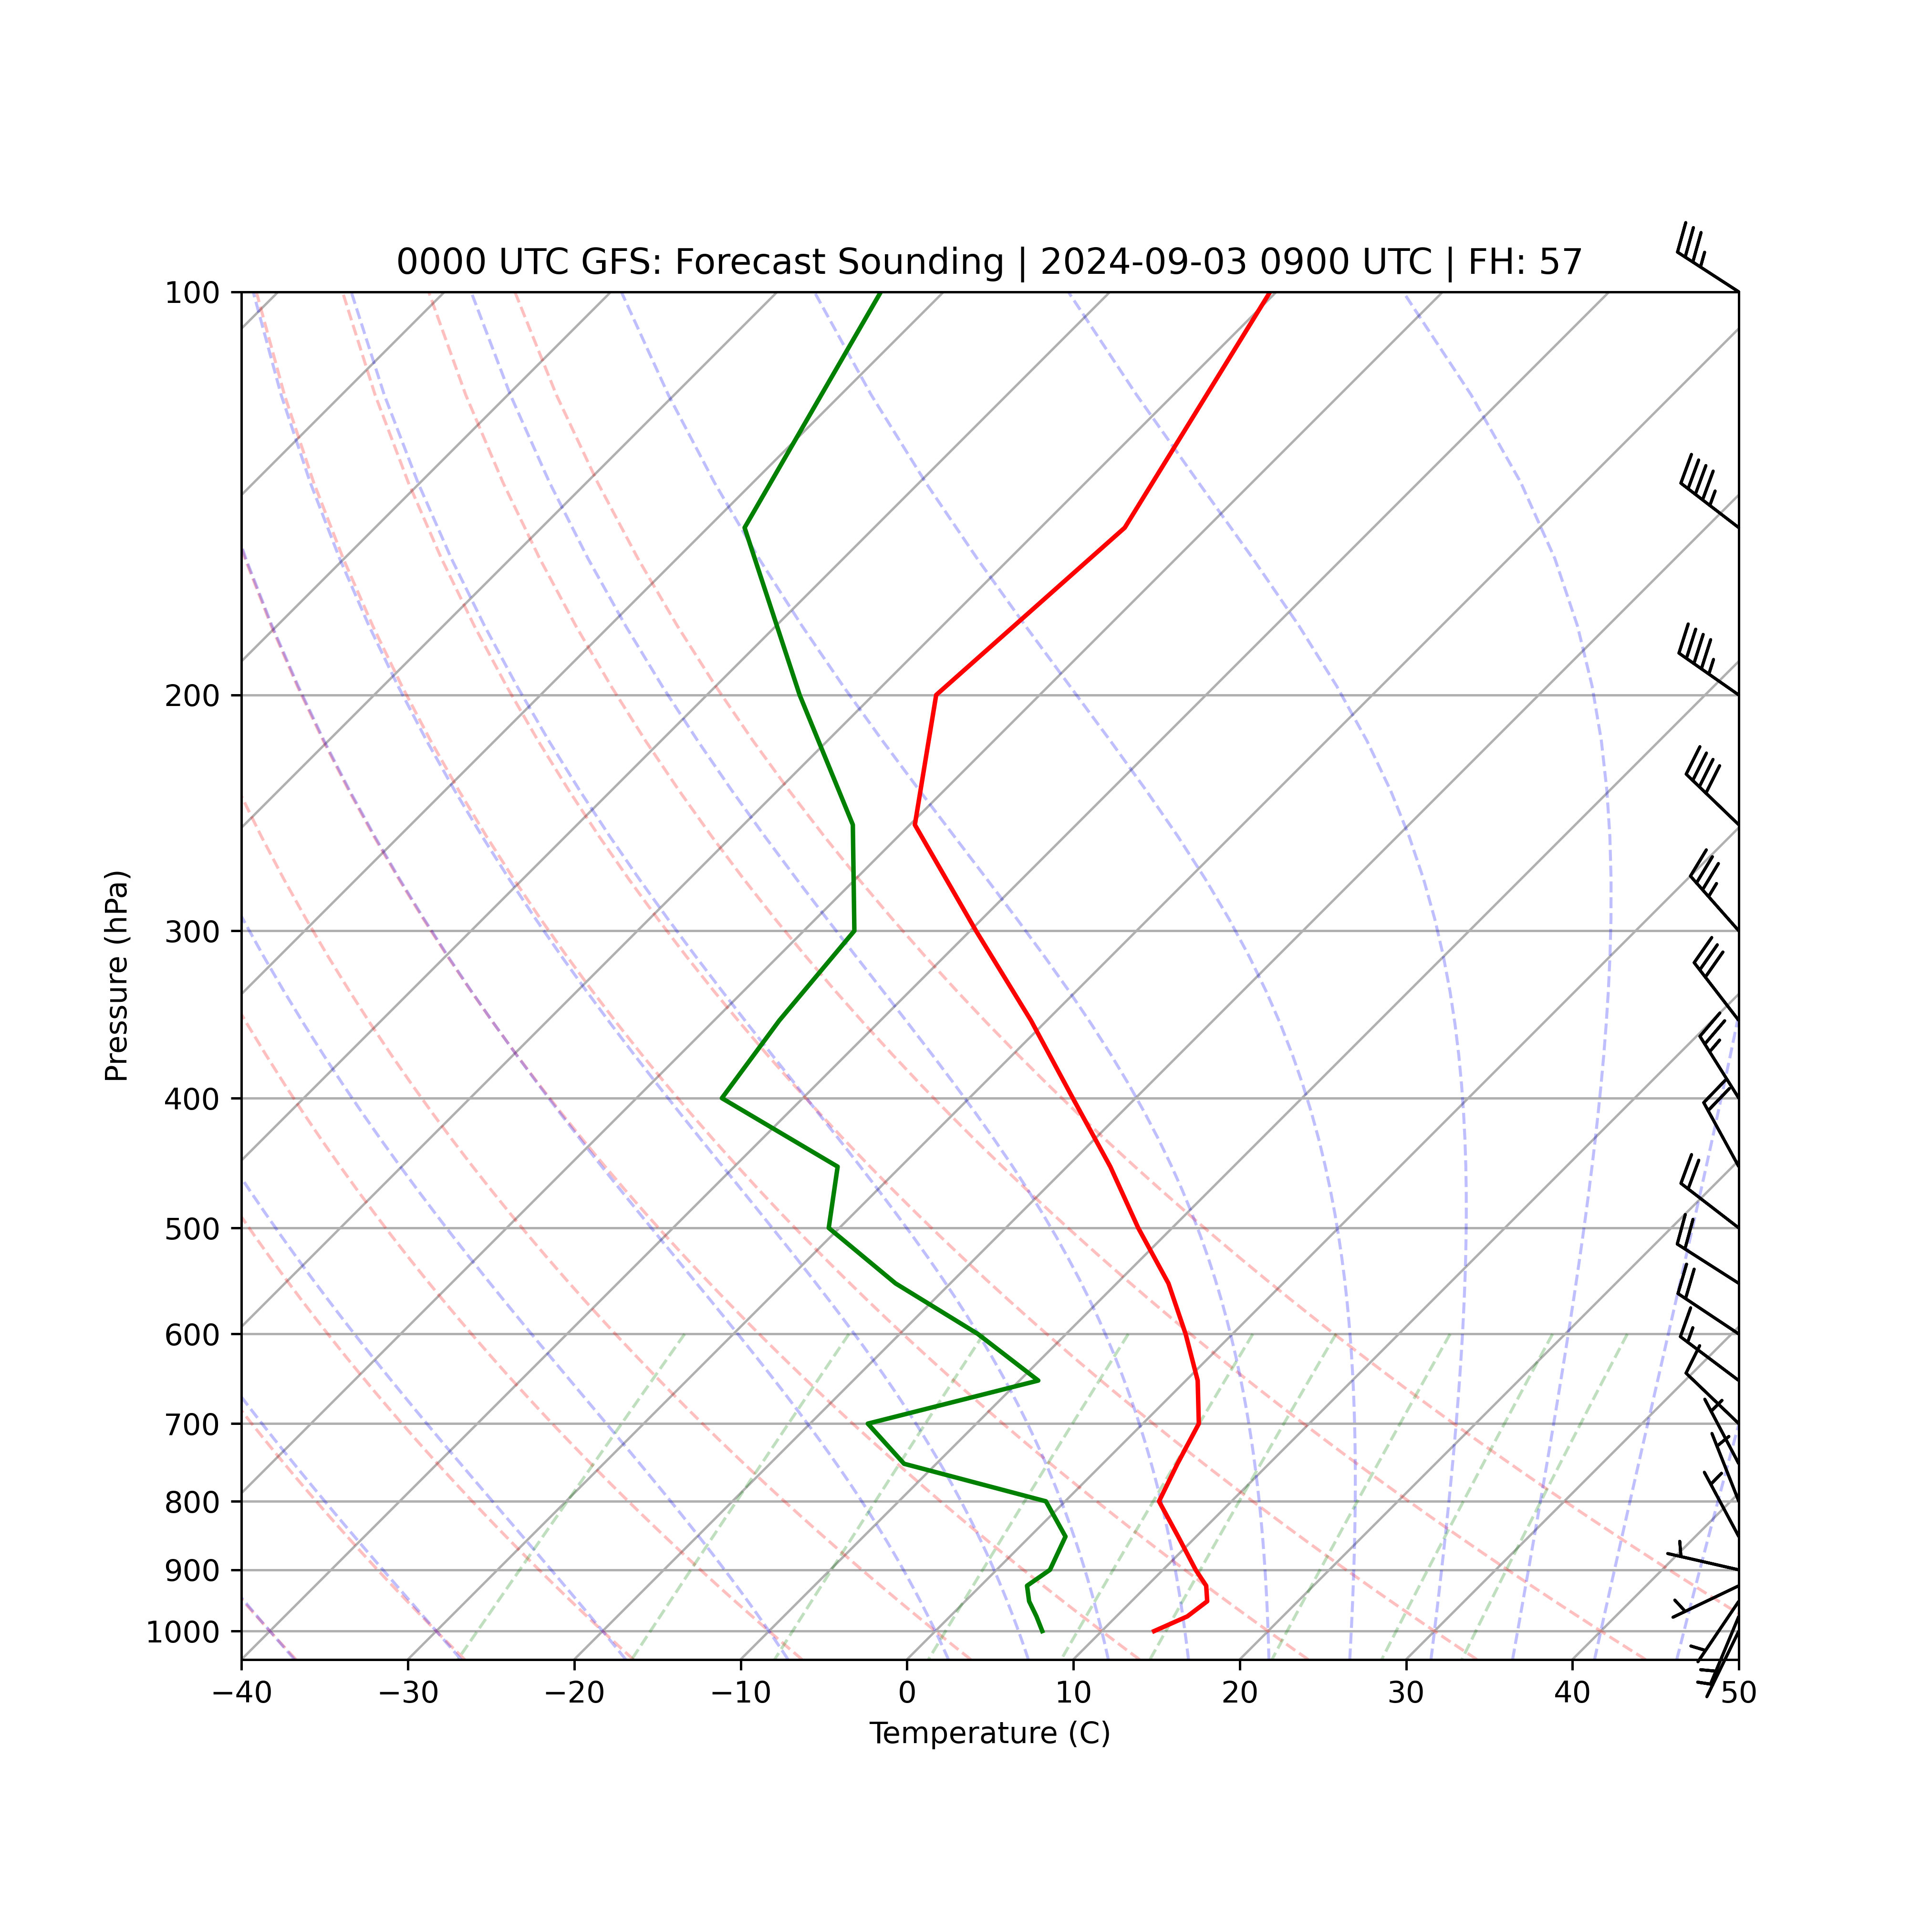 0000 UTC GFS: Forecast Sounding | 2024-09-03 0900 UTC | FH: 57
100
200
300
400
500
600
700
800
900
1000
Pressure (hPa)
−40 −30 −20 −10 0 10 20 30 40 50
Temperature (C)